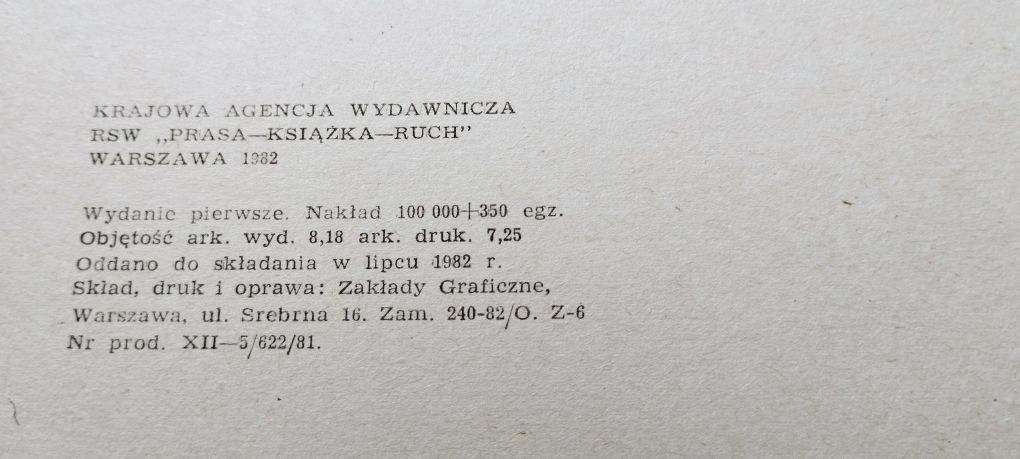 KRAJOWA AGENCJA WYDAWNICZA
RSW „PRASA—KSIĄŻKA—RUCH”
WARSZAWA 1982
Wydanie pierwsze. Nakład 100 000+350 egz.
Objętość ark. wyd. 8,18 ark. druk. 7,25
Oddano do składania w lipcu 1982 r.
Skład, druk i oprawa: Zakłady Graficzne,
Warszawa, ul. Srebrna 16. Zam. 240-82/O. Z-6
Nr prod. XII—5/622/81.